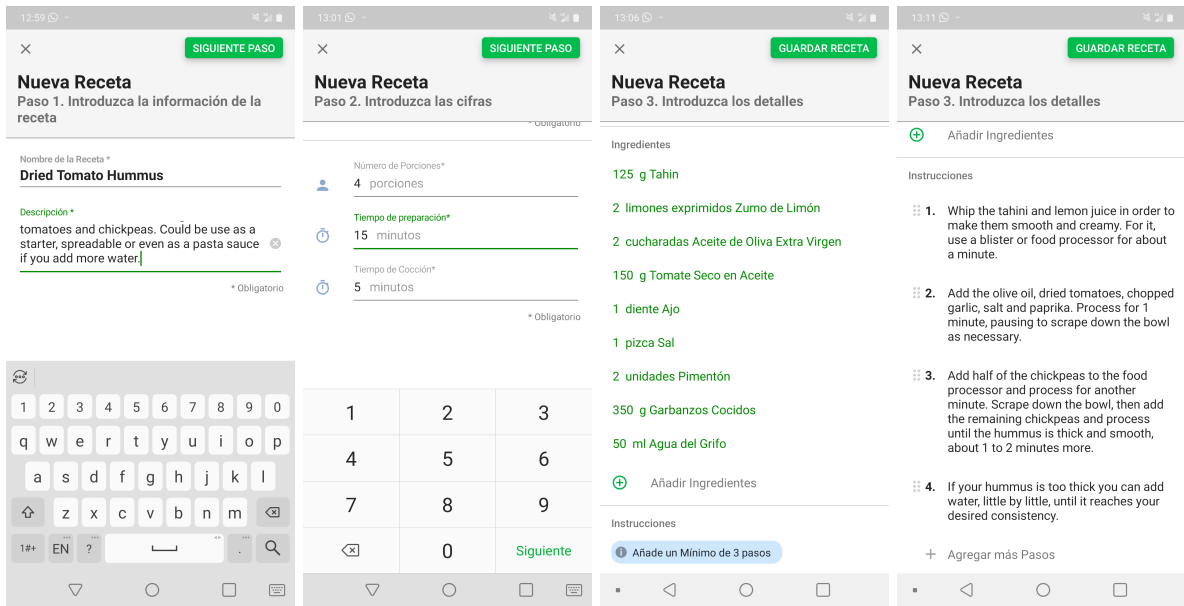 12:59
SIGUIENTE PASO
Nueva Receta
Paso 1. Introduzca la información de la
receta
Nombre de la Receta *
Dried Tomato Hummus
Descripción *
tomatoes and chickpeas. Could be use as a
starter, spreadable or even as a pasta sauce
if you add more water.
* Obligatorio
1 2 3 4 5 6 7 8 9 0
q w e r t y u i o p
a s d f g h j k l
z x c v b n m
1#+ EN ? .
13:01
SIGUIENTE PASO
Nueva Receta
Paso 2. Introduzca las cifras
* Obligatorio
Número de Porciones*
4 porciones
Tiempo de preparación*
15 minutos
Tiempo de Cocción*
5 minutos
* Obligatorio
1 2 3
4 5 6
7 8 9
0 Siguiente
13:06
GUARDAR RECETA
Nueva Receta
Paso 3. Introduzca los detalles
Ingredientes
125 g Tahin
2 limones exprimidos Zumo de Limón
2 cucharadas Aceite de Oliva Extra Virgen
150 g Tomate Seco en Aceite
1 diente Ajo
1 pizca Sal
2 unidades Pimentón
350 g Garbanzos Cocidos
50 ml Agua del Grifo
Añadir Ingredientes
Instrucciones
Añade un Mínimo de 3 pasos
13:11
GUARDAR RECETA
Nueva Receta
Paso 3. Introduzca los detalles
Añadir Ingredientes
Instrucciones
1. Whip the tahini and lemon juice in order to
make them smooth and creamy. For it,
use a blister or food processor for about
a minute.
2. Add the olive oil, dried tomatoes, chopped
garlic, salt and paprika. Process for 1
minute, pausing to scrape down the bowl
as necessary.
3. Add half of the chickpeas to the food
processor and process for another
minute. Scrape down the bowl, then add
the remaining chickpeas and process
until the hummus is thick and smooth,
about 1 to 2 minutes more.
4. If your hummus is too thick you can add
water, little by little, until it reaches your
desired consistency.
Agregar más Pasos